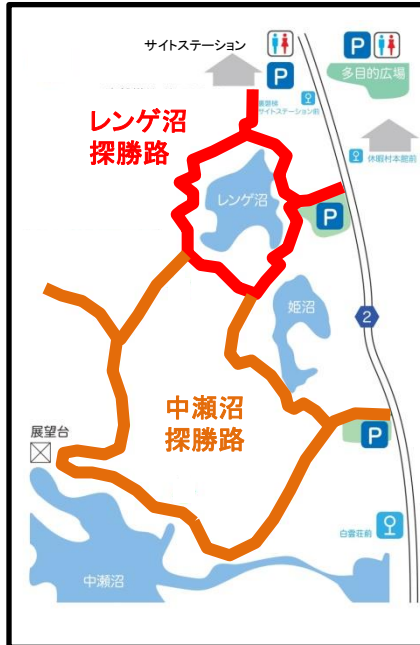 サイトステーション
P
P
多目的広場
裏磐梯
サイトステーション前
レンゲ沼
探勝路
休暇村本館前
レンゲ沼
P
姫沼
2
中瀬沼
探勝路
展望台
P
白雲荘前
中瀬沼